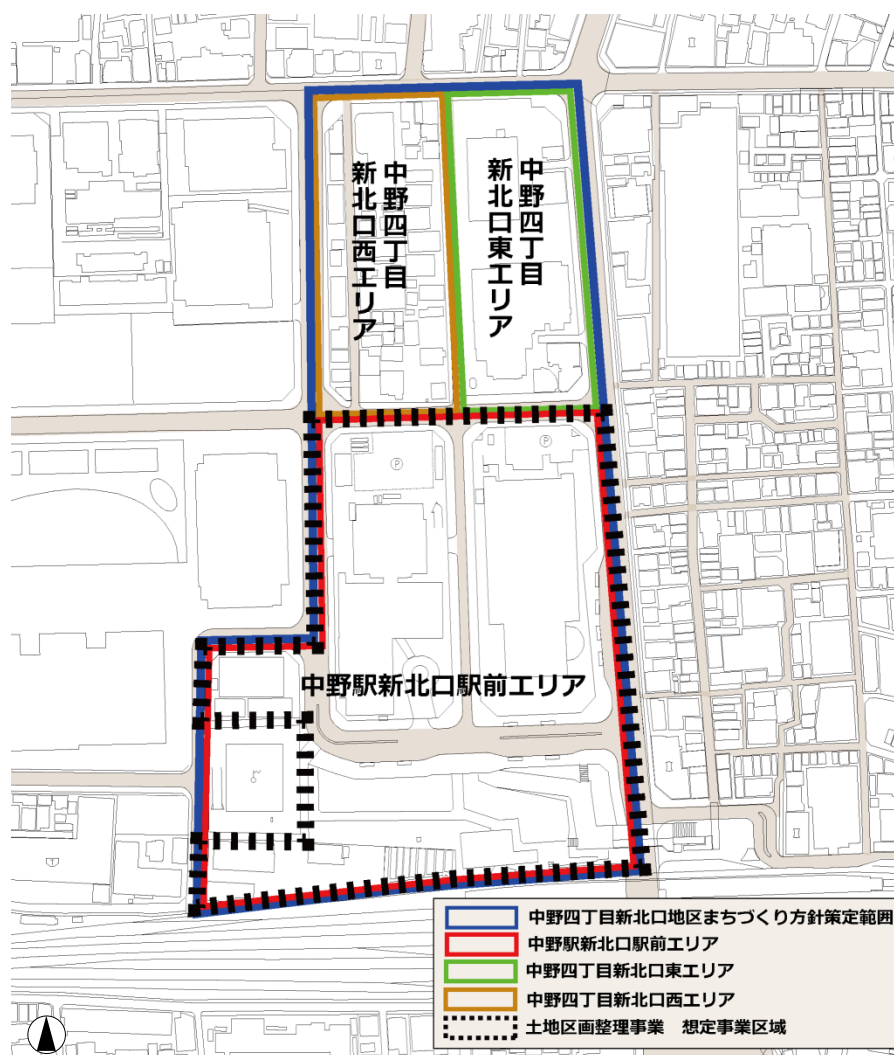 中野四丁目
新北口西エリア
中野四丁目
新北口東エリア
P
P
中野駅新北口駅前エリア
中野四丁目新北口地区まちづくり方針策定範囲
中野駅新北口駅前エリア
中野四丁目新北口東エリア
中野四丁目新北口西エリア
土地区画整理事業 想定事業区域